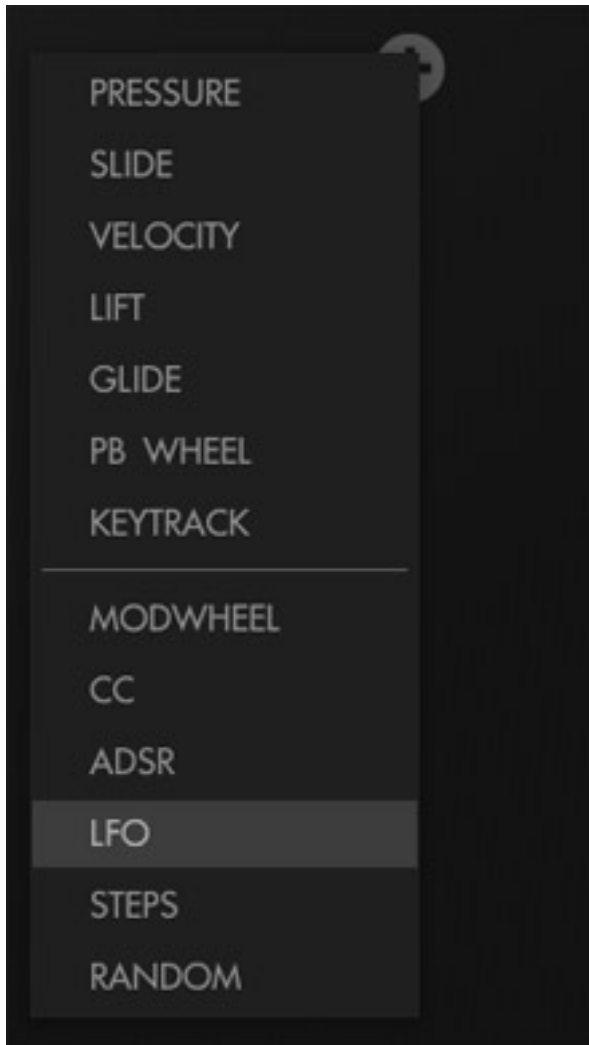 PRESSURE
SLIDE
VELOCITY
LIFT
GLIDE
PB WHEEL
KEYTRACK
MODWHEEL
CC
ADSR
LFO
STEPS
RANDOM